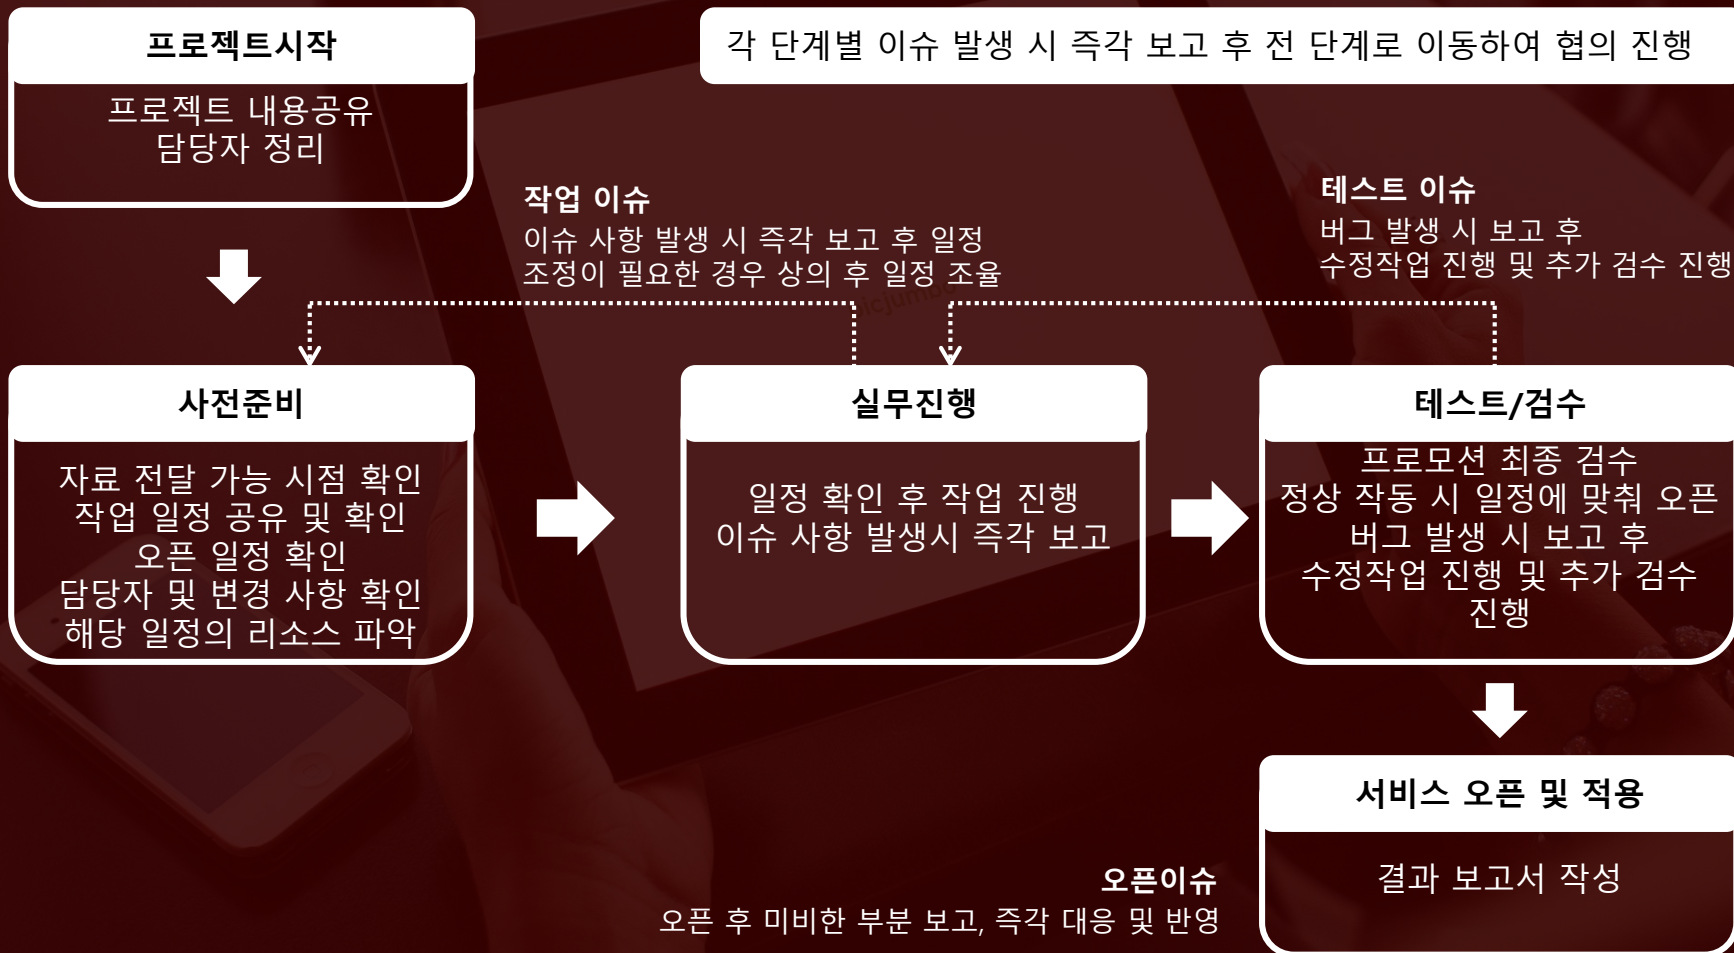 프로젝트시작
프로젝트 내용공유
담당자 정리
각 단계별 이슈 발생 시 즉각 보고 후 전 단계로 이동하여 협의 진행
작업 이슈
이슈 사항 발생 시 즉각 보고 후 일정
조정이 필요한 경우 상의 후 일정 조율
테스트 이슈
버그 발생 시 보고 후
수정작업 진행 및 추가 검수 진행
사전준비
자료 전달 가능 시점 확인
작업 일정 공유 및 확인
오픈 일정 확인
담당자 및 변경 사항 확인
해당 일정의 리소스 파악
실무진행
일정 확인 후 작업 진행
이슈 사항 발생시 즉각 보고
테스트/검수
프로모션 최종 검수
정상 작동 시 일정에 맞춰 오픈
버그 발생 시 보고 후
수정작업 진행 및 추가 검수
진행
서비스 오픈 및 적용
결과 보고서 작성
오픈이슈
오픈 후 미비한 부분 보고, 즉각 대응 및 반영